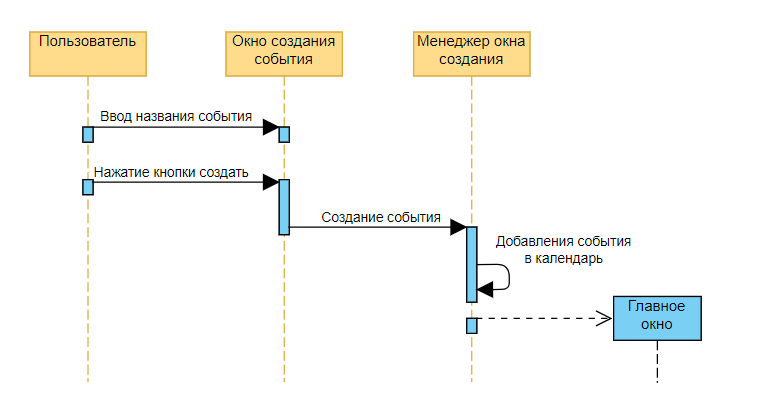 Пользователь
Окно создания
события
Менеджер окна
создания
Ввод названия события
Нажатие кнопки создать
Создание события
Добавления события
в календарь
Главное
окно